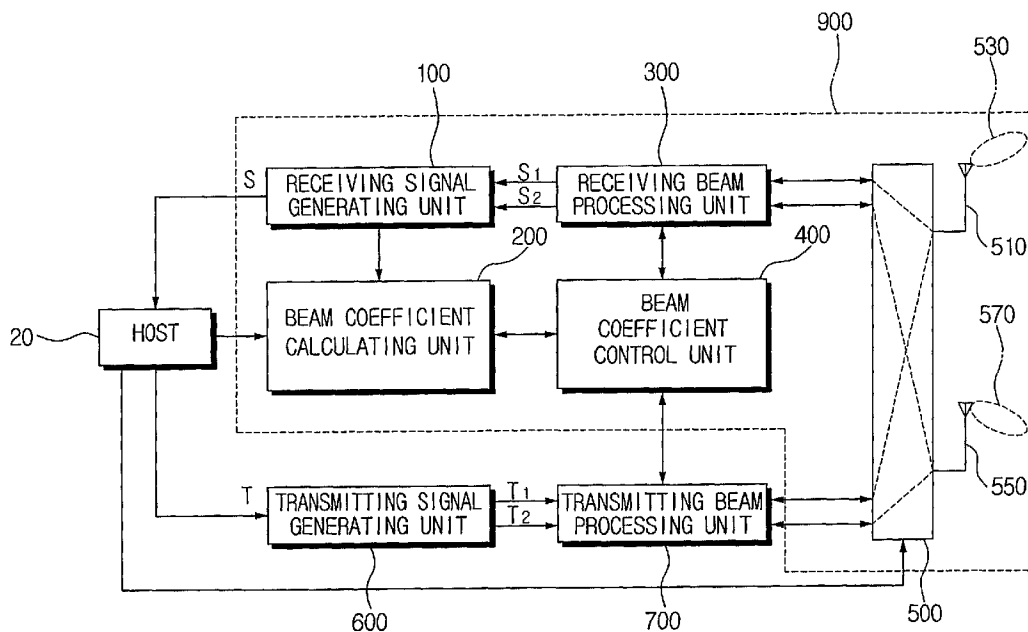 900
530
100
300
S
RECEIVING SIGNAL
GENERATING UNIT
S1
S2
RECEIVING BEAM
PROCESSING UNIT
510
200
400
20
HOST
BEAM COEFFICIENT
CALCULATING UNIT
BEAM
COEFFICIENT
CONTROL UNIT
570
T
TRANSMITTING SIGNAL
GENERATING UNIT
T1
T2
TRANSMITTING BEAM
PROCESSING UNIT
550
600
700
500